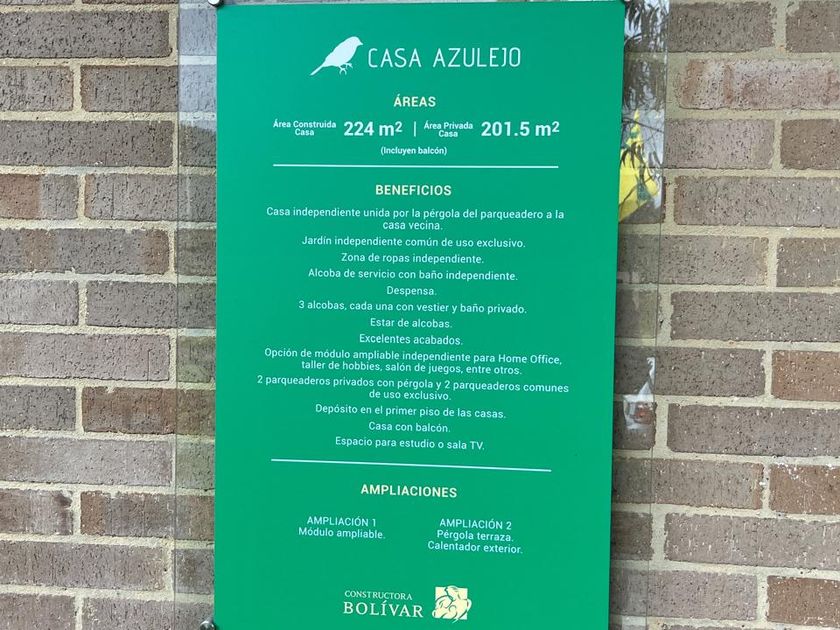 CASA AZULEJO
ÁREAS
Área Construida Casa 224 m² | Área Privada Casa 201.5 m²
(Incluyen balcón)
BENEFICIOS
Casa independiente unida por la pérgola del parqueadero a la
casa vecina.
Jardín independiente común de uso exclusivo.
Zona de ropas independiente.
Alcoba de servicio con baño independiente.
Despensa.
3 alcobas, cada una con vestier y baño privado.
Estar de alcobas.
Excelentes acabados.
Opción de módulo ampliable independiente para Home Office,
taller de hobbies, salón de juegos, entre otros.
2 parqueaderos privados con pérgola y 2 parqueaderos comunes
de uso exclusivo.
Depósito en el primer piso de las casas.
Casa con balcón.
Espacio para estudio o sala TV.
AMPLIACIONES
AMPLIACIÓN 1
Módulo ampliable.
AMPLIACIÓN 2
Pérgola terraza.
Calentador exterior.
CONSTRUCTORA
BOLÍVAR